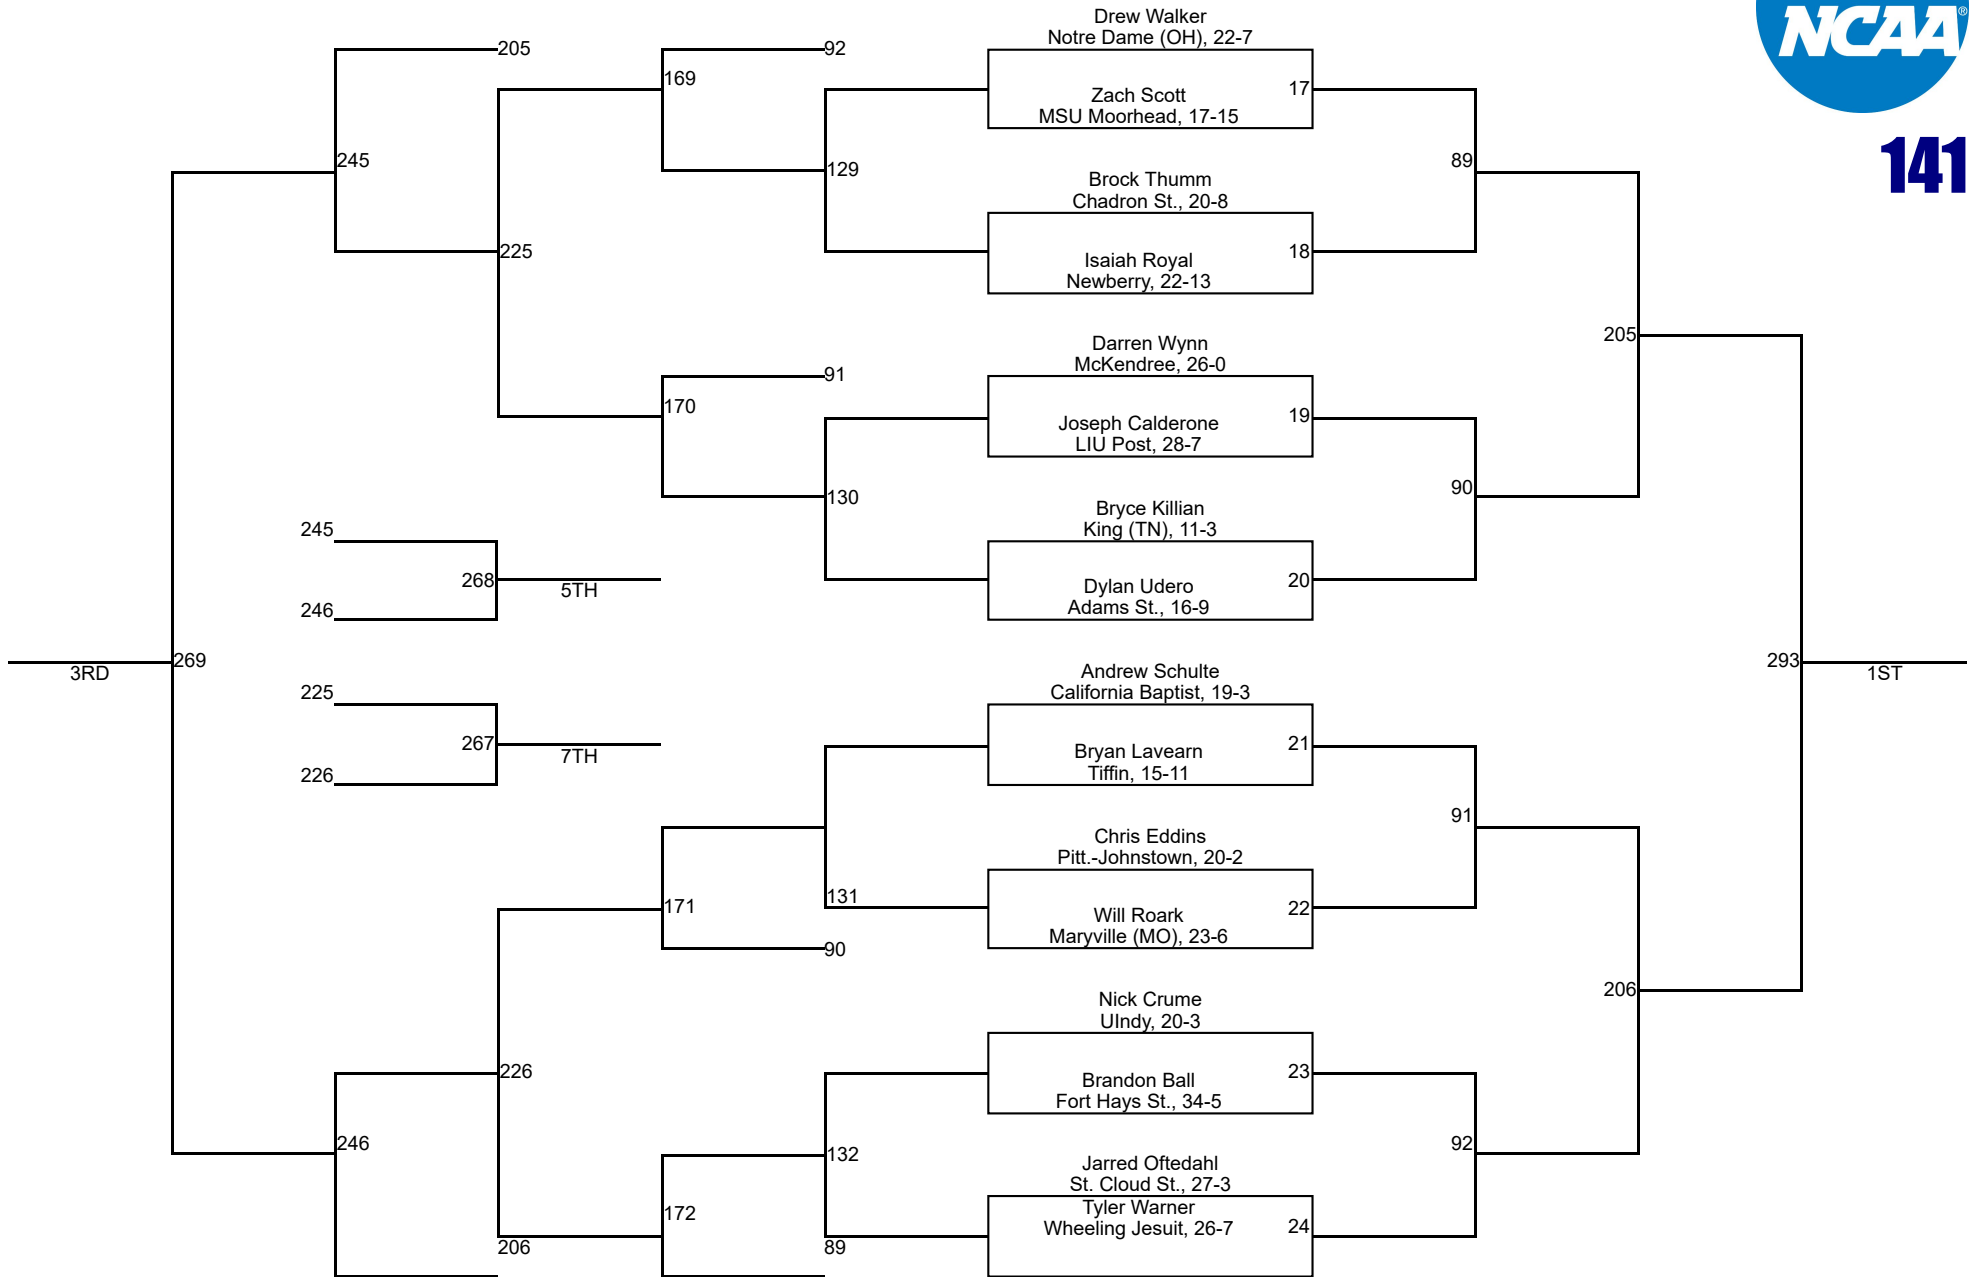 NCAA®
141
Drew Walker
Notre Dame (OH), 22-7
205
92
169
Zach Scott
MSU Moorhead, 17-15
17
245
129
89
Brock Thumm
Chadron St., 20-8
225
18
Isaiah Royal
Newberry, 22-13
205
Darren Wynn
McKendree, 26-0
91
170
19
Joseph Calderone
LIU Post, 28-7
130
90
Bryce Killian
King (TN), 11-3
245
268
5TH
20
Dylan Udero
Adams St., 16-9
246
3RD
269
293
1ST
Andrew Schulte
California Baptist, 19-3
225
267
7TH
21
Bryan Lavearn
Tiffin, 15-11
226
91
Chris Eddins
Pitt.-Johnstown, 20-2
131
171
22
Will Roark
Maryville (MO), 23-6
90
206
Nick Crume
UIndy, 20-3
226
23
Brandon Ball
Fort Hays St., 34-5
246
132
92
Jarred Oftedahl
St. Cloud St., 27-3
172
Tyler Warner
Wheeling Jesuit, 26-7
24
206
89